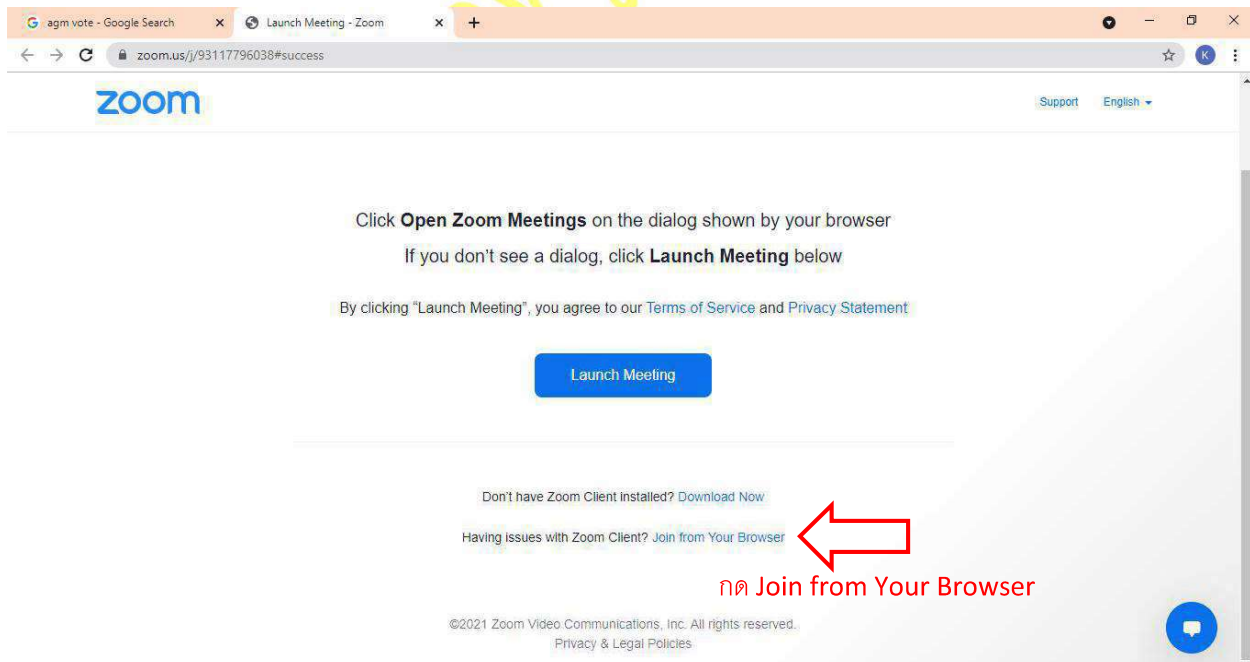 agm vote - Google Search
Launch Meeting - Zoom
zoom.us/j/93117796038#success
K
zoom
Support English
Click Open Zoom Meetings on the dialog shown by your browser
If you don't see a dialog, click Launch Meeting below
By clicking "Launch Meeting", you agree to our Terms of Service and Privacy Statement
Launch Meeting
Don't have Zoom Client installed? Download Now
Having issues with Zoom Client? Join from Your Browser
กด Join from Your Browser
©2021 Zoom Video Communications, Inc. All rights reserved.
Privacy & Legal Policies